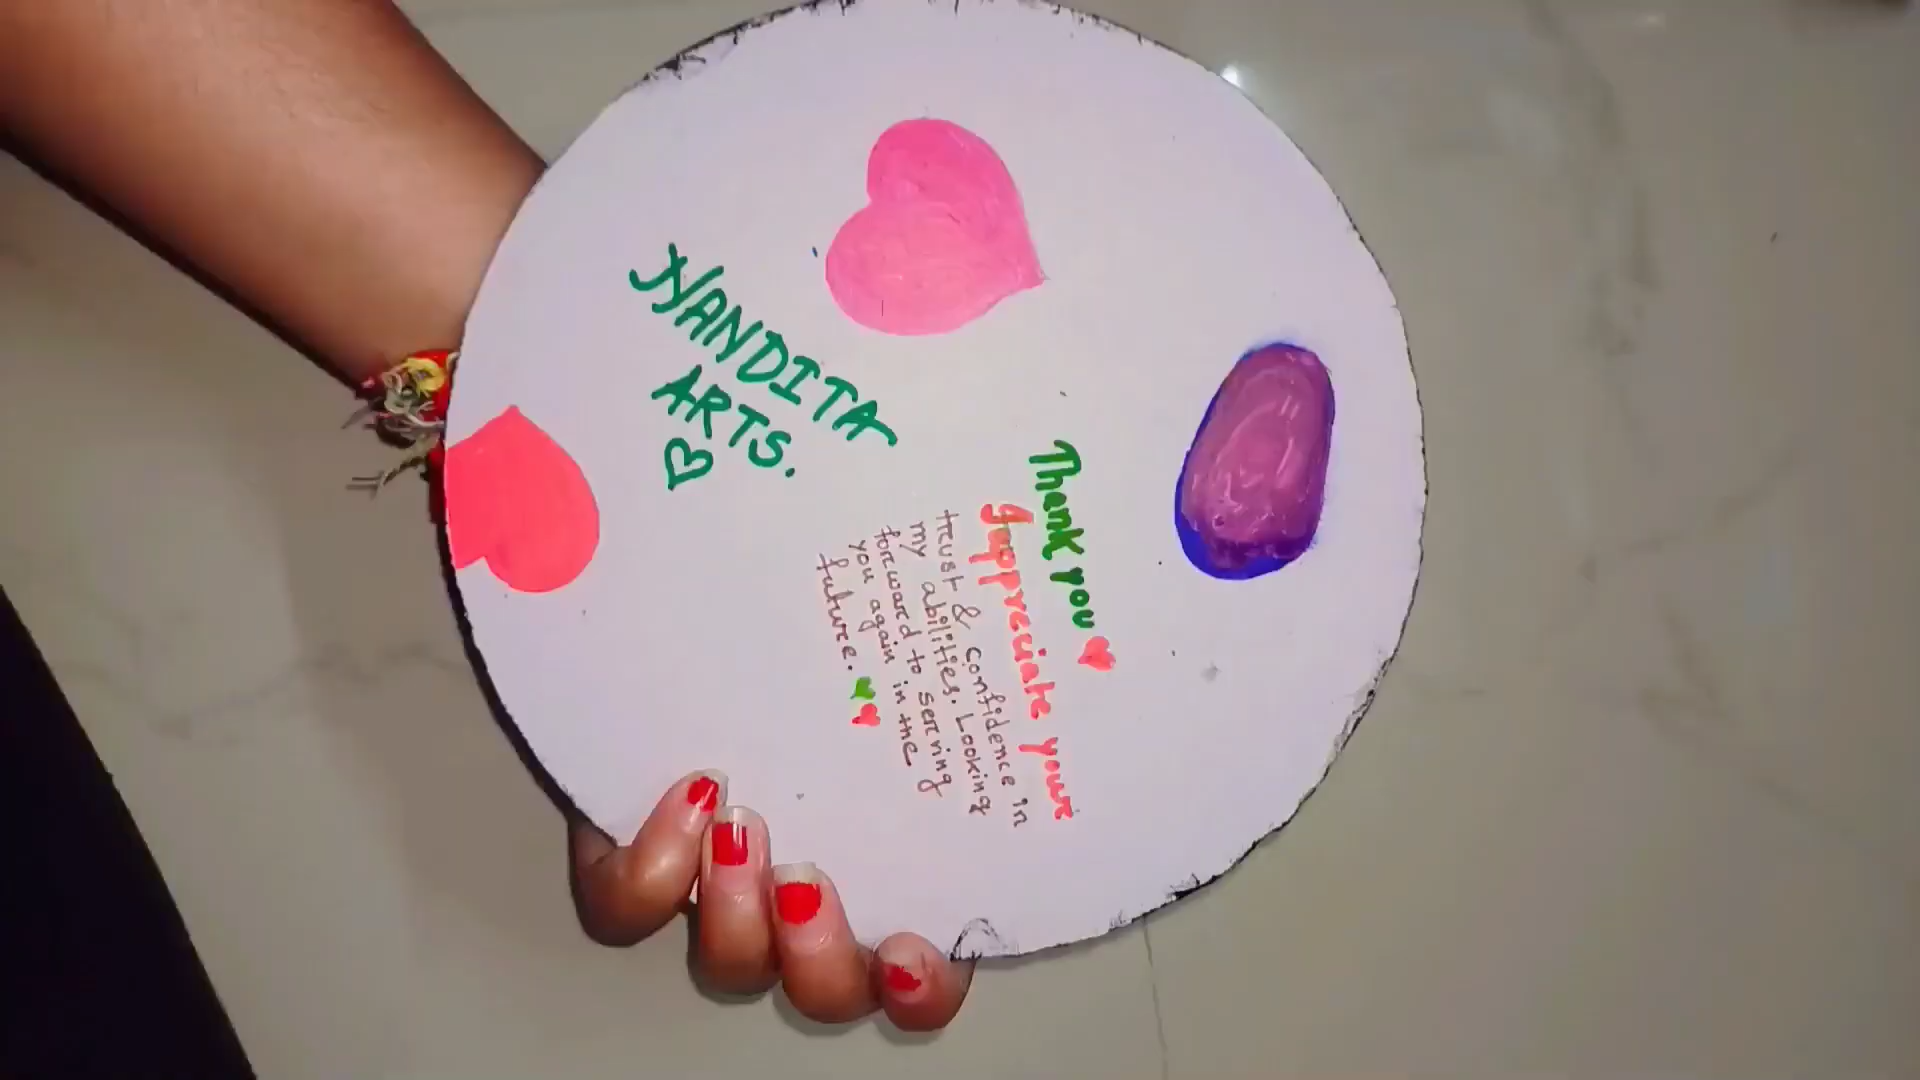 NANDITA
ARTS.
Thank you
I appreciate your
trust & confidence in
my abilities. Looking
forward to serving
you again in the
future.